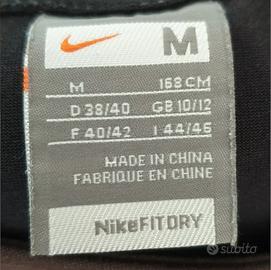 M
M 168 CM
D 38/40 GB 10/12
F 40/42 I 44/46
MADE IN CHINA
FABRIQUE EN CHINE
NikeFITDRY
subito